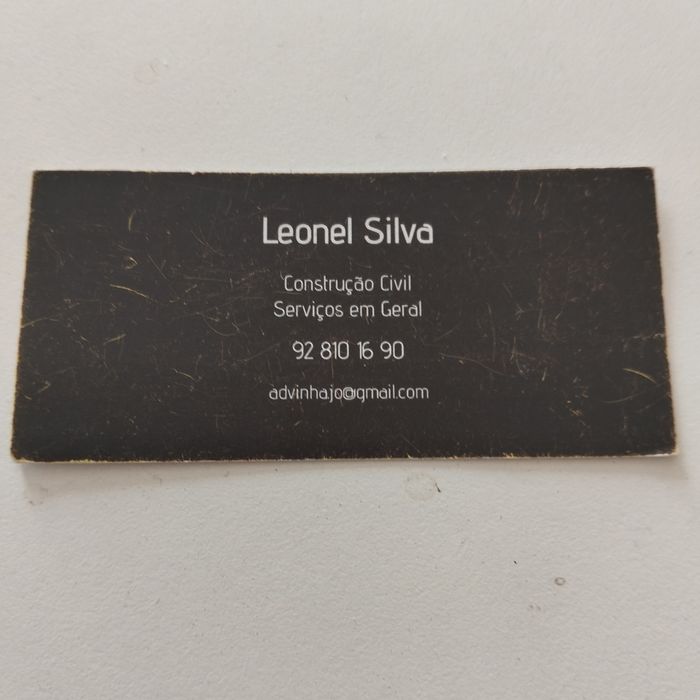 Leonel Silva
Construção Civil
Serviços em Geral
92 810 16 90
advinhajo@gmail.com